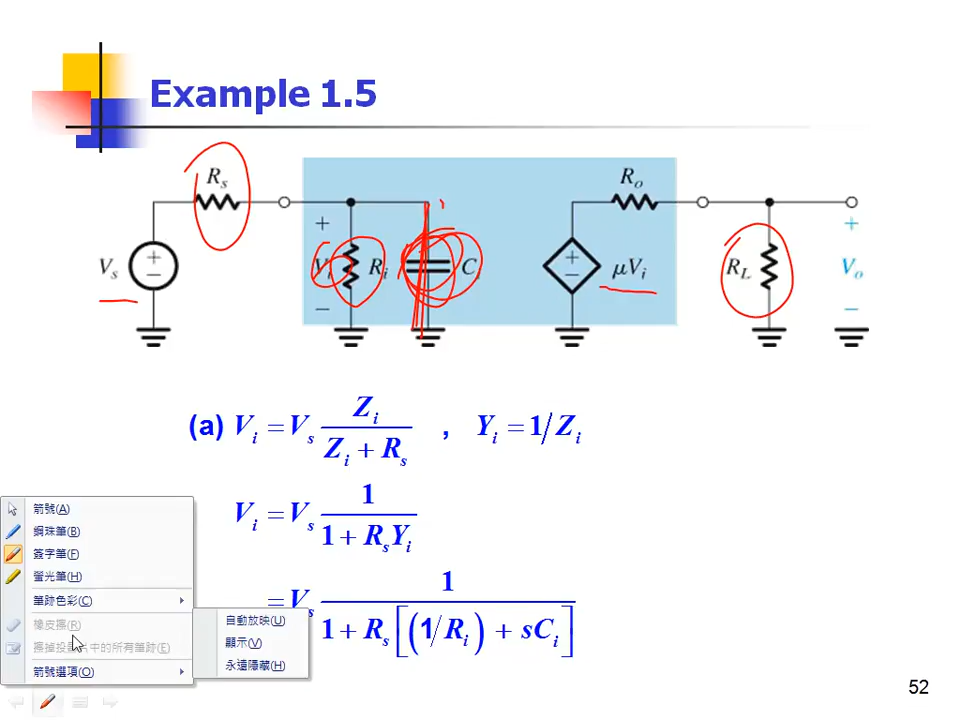 Example 1.5
Rs Ro
+ + +
Vs + − Vi Ri Ci + − μVi RL Vo
− − −
(a) Vi = Vs Zi / (Zi + Rs) , Yi = 1/Zi
Vi = Vs 1 / (1 + RsYi)
= Vs 1 / (1 + Rs[(1/Ri) + sCi])
箭號(A)
鋼珠筆(B)
簽字筆(F)
螢光筆(H)
筆跡色彩(C)
橡皮擦(R)
擦掉投影片中的所有筆跡(E)
箭號選項(O)
自動放映(U)
顯示(V)
永遠隱藏(H)
52